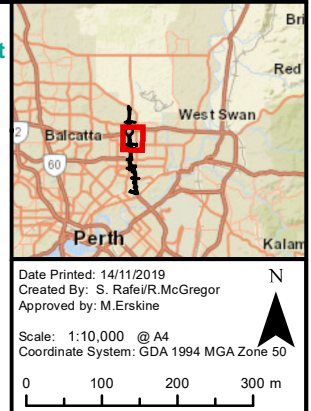 Bri
t
Red
West Swan
2
Balcatta
60
Perth
Kalam
Date Printed: 14/11/2019
Created By: S. Rafei/R.McGregor
Approved by: M.Erskine
N
Scale: 1:10,000 @ A4
Coordinate System: GDA 1994 MGA Zone 50
0 100 200 300 m